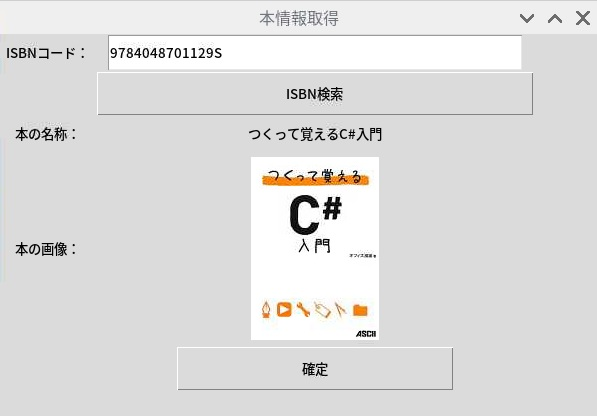 本情報取得
ISBNコード：
9784048701129S
ISBN検索
本の名称：
つくって覚えるC#入門
本の画像：
つくって覚える
C#
入門
ASCII
確定